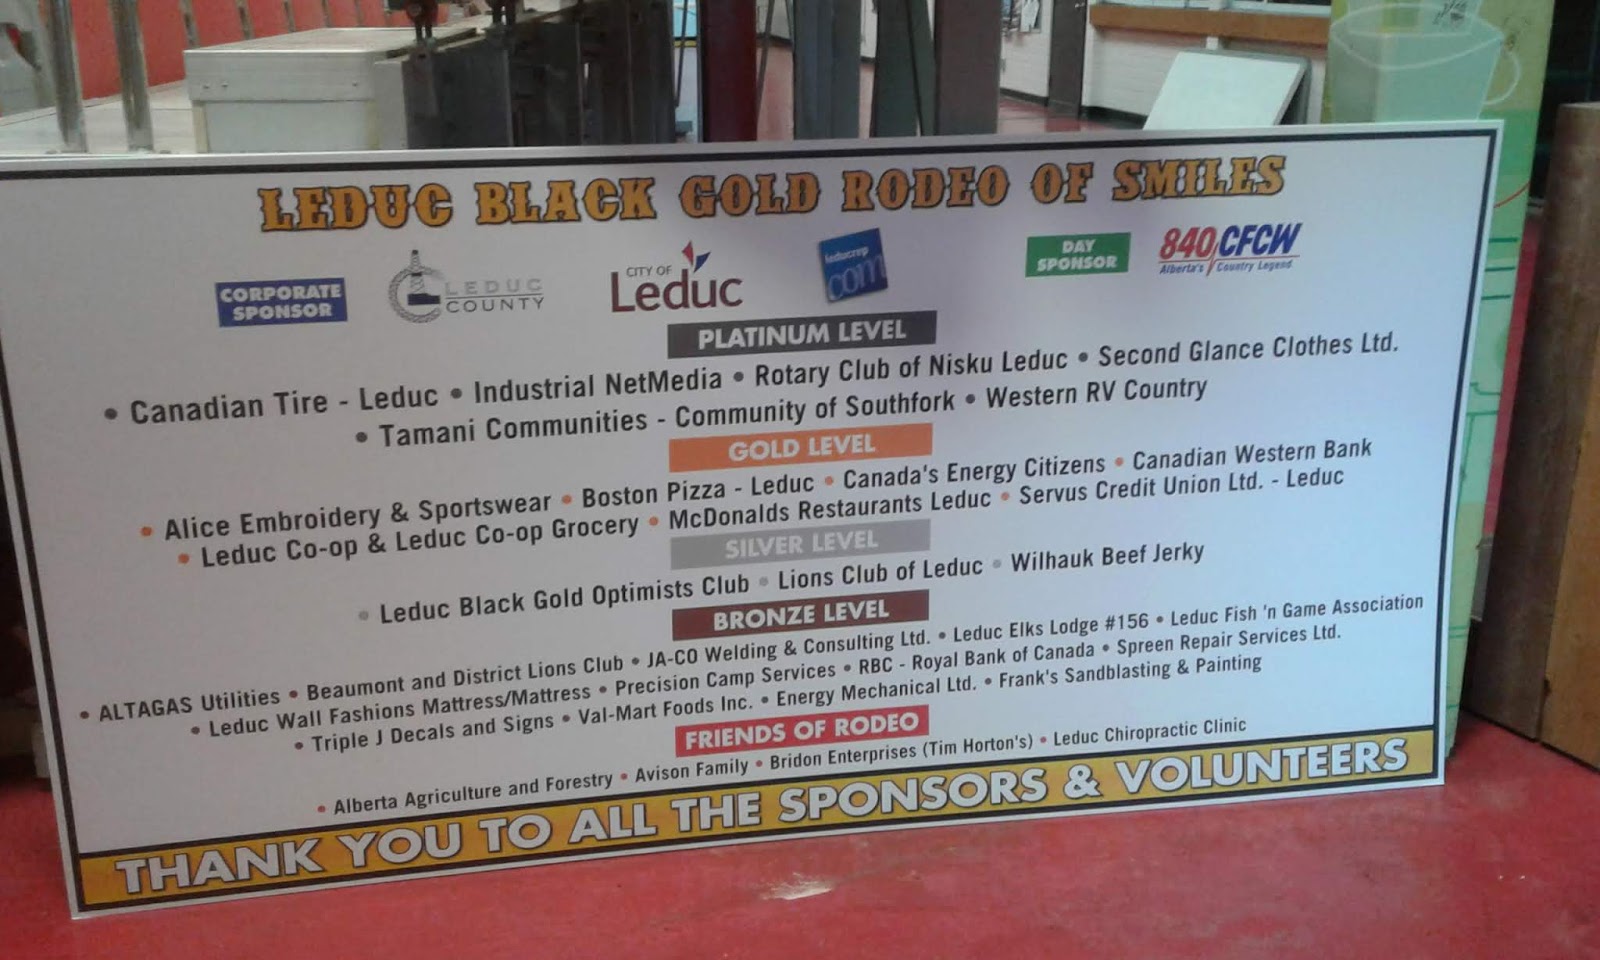 LEDUC BLACK GOLD RODEO OF SMILES
CORPORATE
SPONSOR
LEDUC
COUNTY
CITY OF
Leduc
leducrep
com
DAY
SPONSOR
840 CFCW
Alberta's Country Legend
PLATINUM LEVEL
• Canadian Tire - Leduc • Industrial NetMedia • Rotary Club of Nisku Leduc • Second Glance Clothes Ltd.
• Tamani Communities - Community of Southfork • Western RV Country
GOLD LEVEL
• Alice Embroidery & Sportswear • Boston Pizza - Leduc • Canada's Energy Citizens • Canadian Western Bank
• Leduc Co-op & Leduc Co-op Grocery • McDonalds Restaurants Leduc • Servus Credit Union Ltd. - Leduc
SILVER LEVEL
• Leduc Black Gold Optimists Club • Lions Club of Leduc • Wilhauk Beef Jerky
BRONZE LEVEL
• ALTAGAS Utilities • Beaumont and District Lions Club • JA-CO Welding & Consulting Ltd. • Leduc Elks Lodge #156 • Leduc Fish 'n Game Association
• Leduc Wall Fashions Mattress/Mattress • Precision Camp Services • RBC - Royal Bank of Canada • Spreen Repair Services Ltd.
• Triple J Decals and Signs • Val-Mart Foods Inc. • Energy Mechanical Ltd. • Frank's Sandblasting & Painting
FRIENDS OF RODEO
• Alberta Agriculture and Forestry • Avison Family • Bridon Enterprises (Tim Horton's) • Leduc Chiropractic Clinic
THANK YOU TO ALL THE SPONSORS & VOLUNTEERS